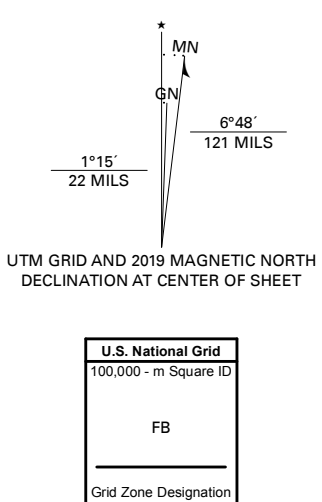 ★
MN
GN
6°48´
121 MILS
1°15´
22 MILS
UTM GRID AND 2019 MAGNETIC NORTH
DECLINATION AT CENTER OF SHEET
U.S. National Grid
100,000 - m Square ID
FB
Grid Zone Designation